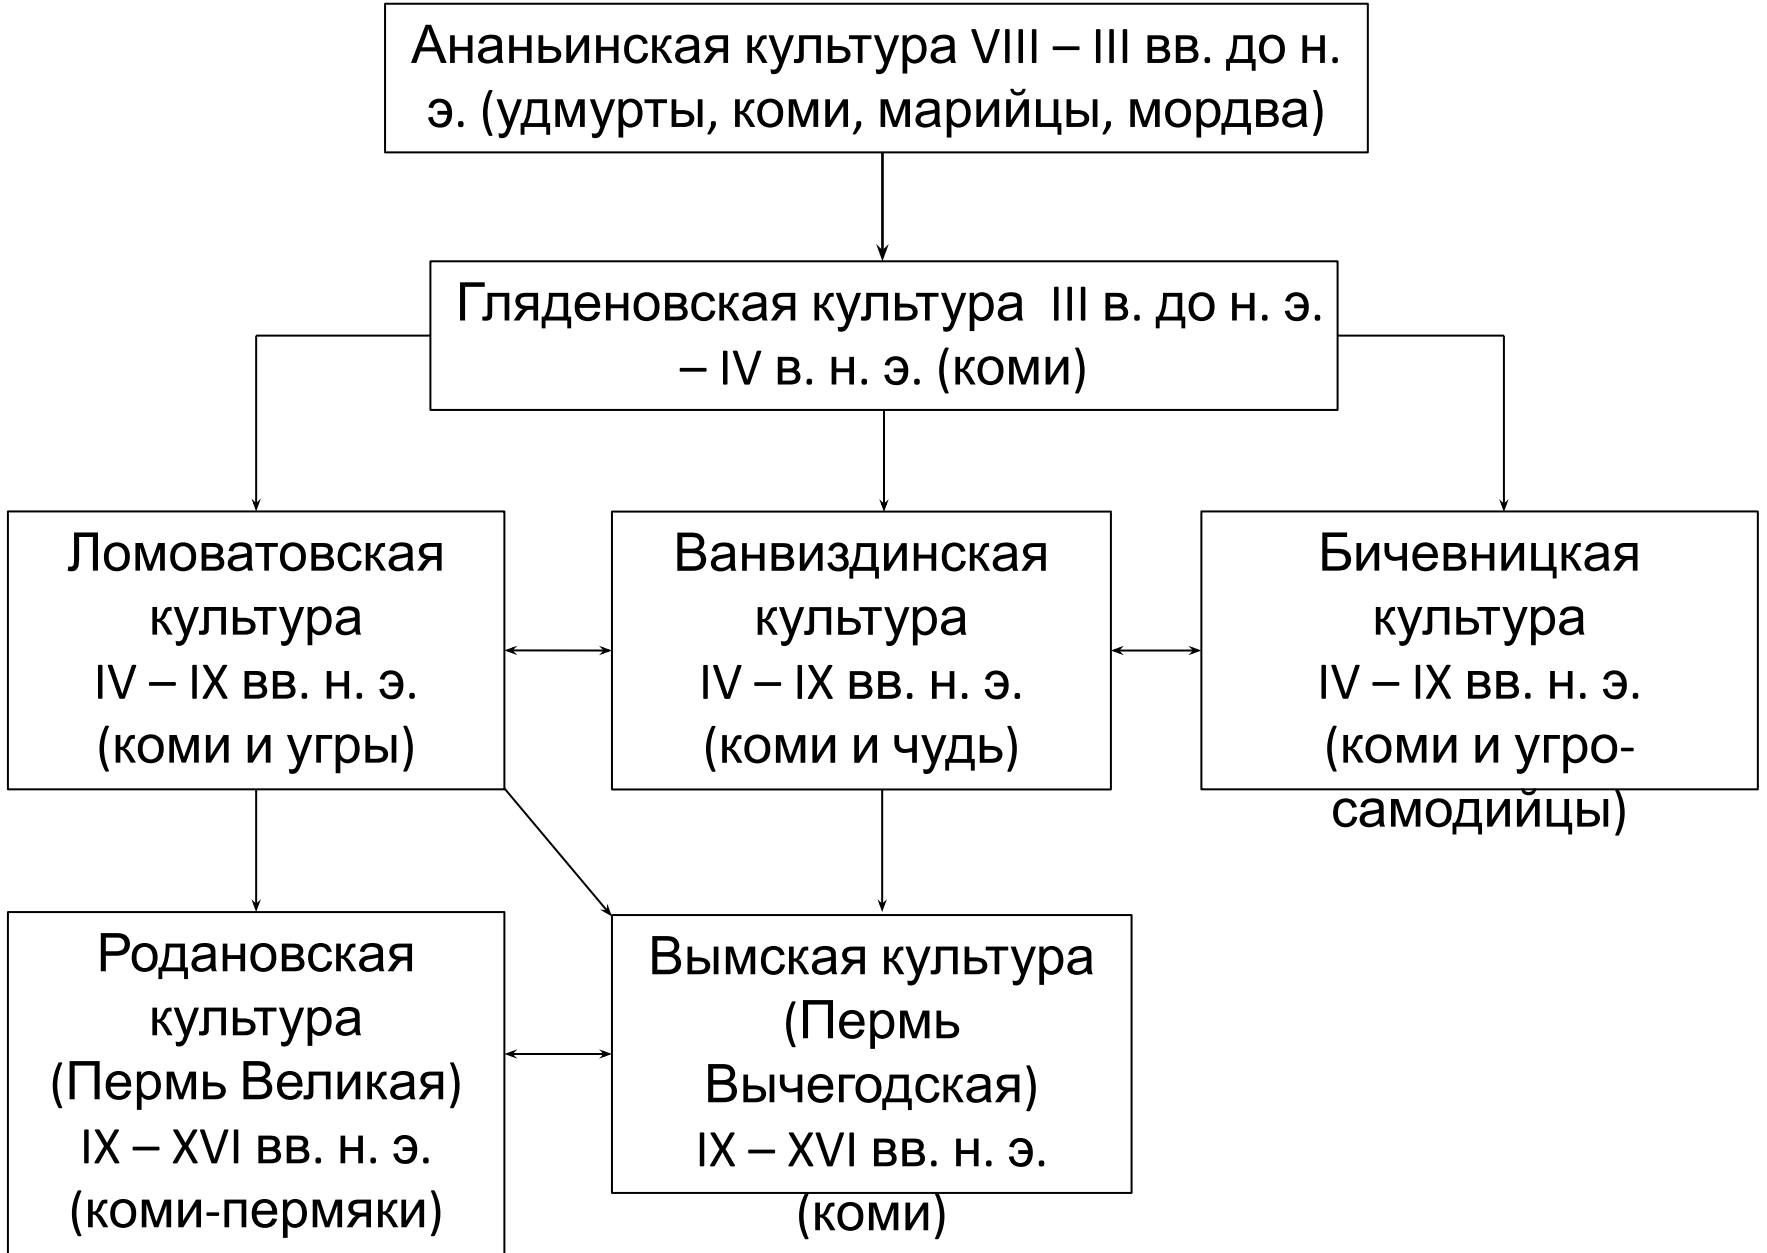 Ананьинская культура VIII – III вв. до н.
э. (удмурты, коми, марийцы, мордва)
Гляденовская культура III в. до н. э.
– IV в. н. э. (коми)
Ломоватовская
культура
IV – IX вв. н. э.
(коми и угры)
Ванвиздинская
культура
IV – IX вв. н. э.
(коми и чудь)
Бичевницкая
культура
IV – IX вв. н. э.
(коми и угро-
самодийцы)
Родановская
культура
(Пермь Великая)
IX – XVI вв. н. э.
(коми-пермяки)
Вымская культура
(Пермь
Вычегодская)
IX – XVI вв. н. э.
(коми)